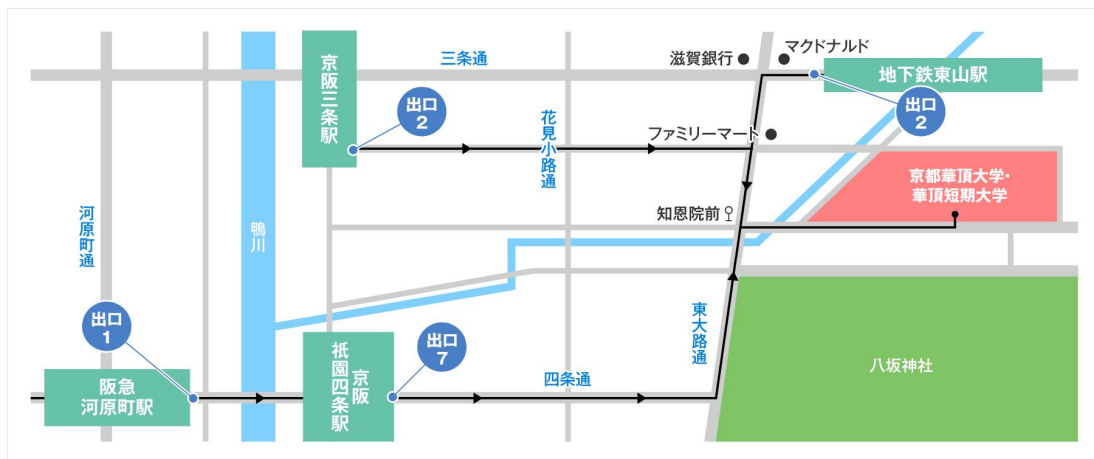 滋賀銀行
マクドナルド
三条通
地下鉄東山駅
京阪三条駅
出口
2
出口
2
花見小路通
ファミリーマート
京都華頂大学・
華頂短期大学
知恩院前
河原町通
鴨川
出口
1
出口
7
東大路通
阪急
河原町駅
京阪
祇園四条駅
四条通
八坂神社